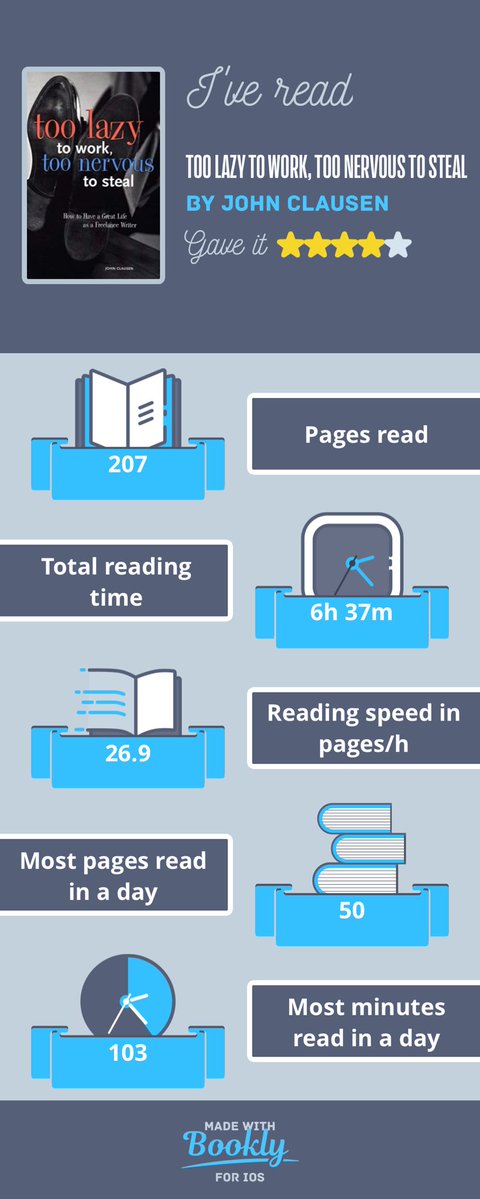 I've read
too lazy
to work,
too nervous
to steal
How to Have a Great Life
as a Freelance Writer
JOHN CLAUSEN
TOO LAZY TO WORK, TOO NERVOUS TO STEAL
BY JOHN CLAUSEN
Gave it
207
Pages read
Total reading
time
6h 37m
26.9
Reading speed in
pages/h
Most pages read
in a day
50
103
Most minutes
read in a day
MADE WITH
Bookly
FOR IOS